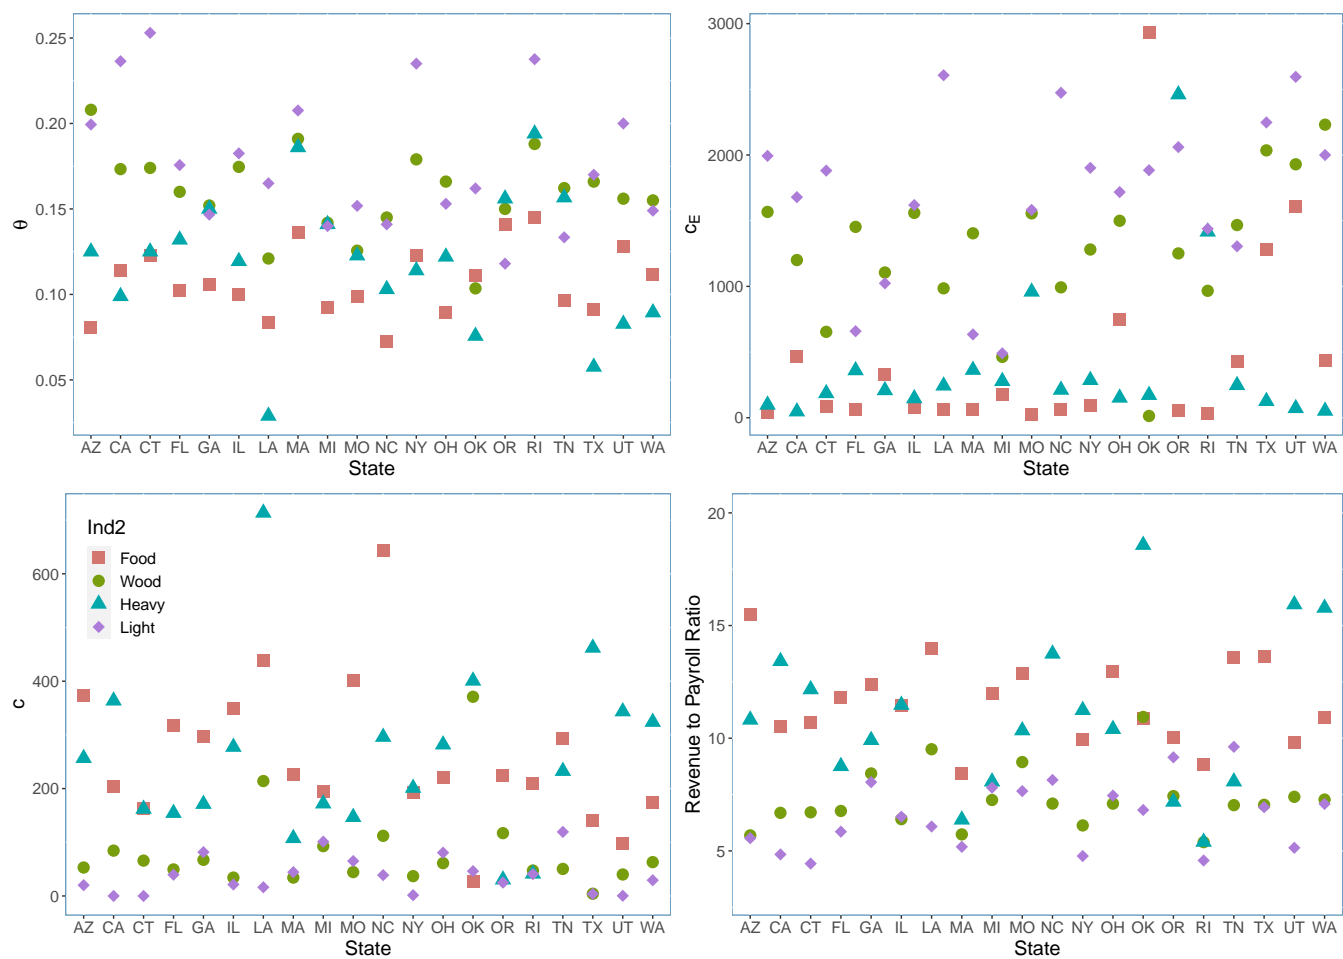 0.25
0.20
0.15
0.10
0.05
θ
AZ CA CT FL GA IL LA MA MI MO NC NY OH OK OR RI TN TX UT WA
State
3000
2000
1000
0
cE
AZ CA CT FL GA IL LA MA MI MO NC NY OH OK OR RI TN TX UT WA
State
600
400
200
0
c
Ind2
Food
Wood
Heavy
Light
AZ CA CT FL GA IL LA MA MI MO NC NY OH OK OR RI TN TX UT WA
State
20
15
10
5
Revenue to Payroll Ratio
AZ CA CT FL GA IL LA MA MI MO NC NY OH OK OR RI TN TX UT WA
State